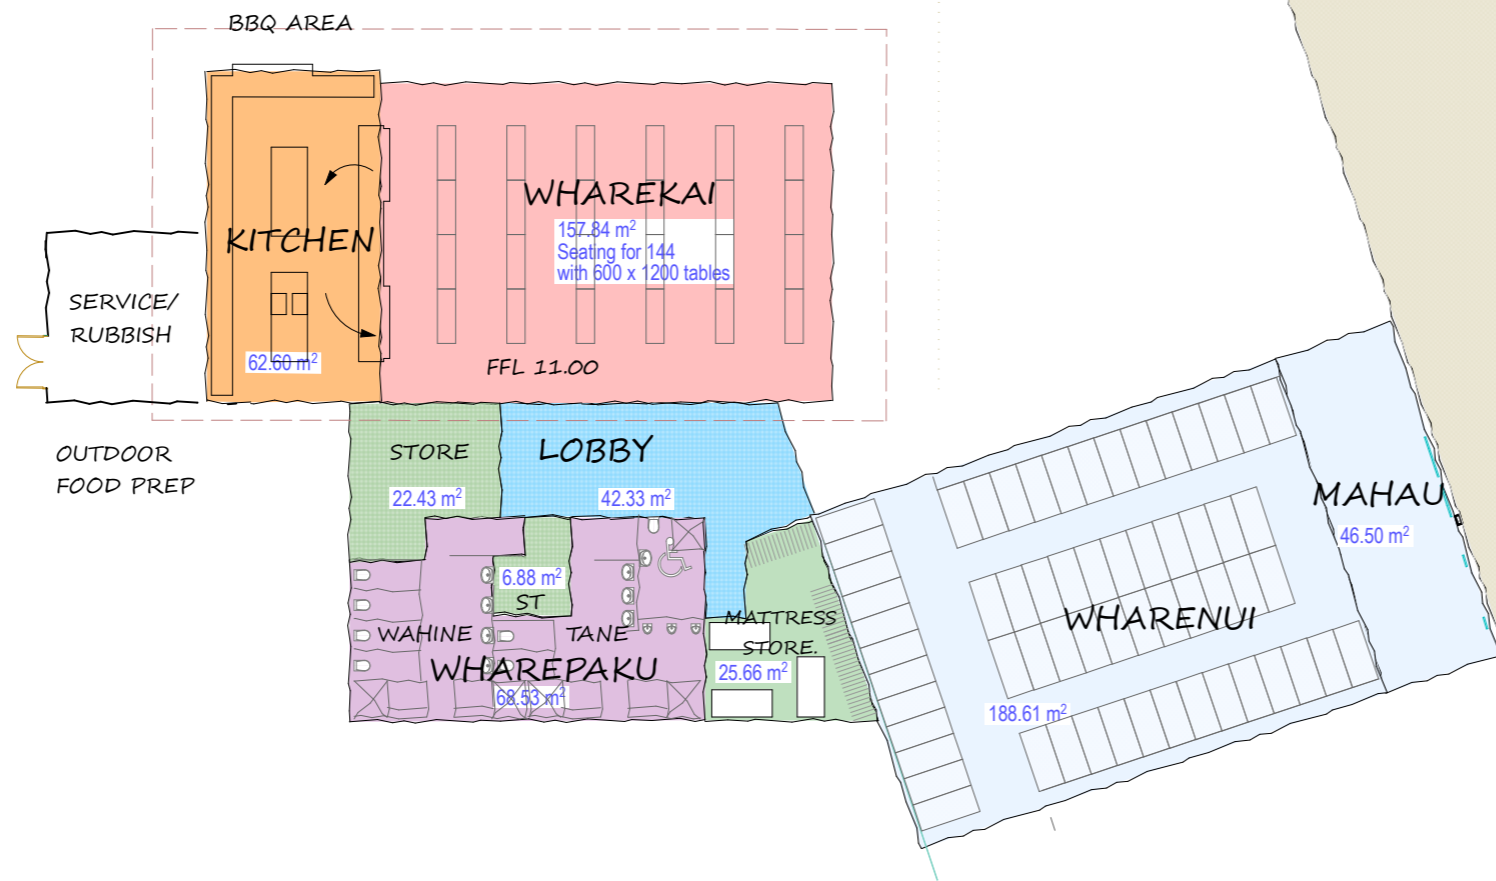 BBQ AREA
WHAREKAI
157.84 m²
Seating for 144
with 600 x 1200 tables
KITCHEN
SERVICE/
RUBBISH
62.60 m²
FFL 11.00
OUTDOOR
FOOD PREP
STORE
22.43 m²
LOBBY
42.33 m²
MAHAU
46.50 m²
6.88 m²
ST
WAHINE
TANE
WHAREPAKU
68.53 m²
MATTRESS
STORE.
25.66 m²
WHARENUI
188.61 m²